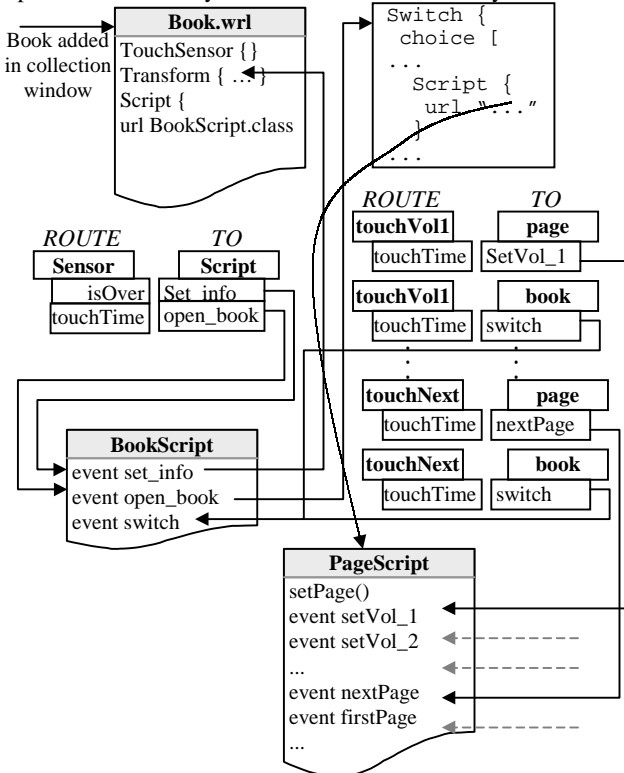 Book added
in collection
window
Book.wrl
TouchSensor {}
Transform { … }
Script {
url BookScript.class
Switch {
choice [
...
Script {
url "..."
}
...
ROUTE TO
Sensor Script
isOver Set_info
touchTime open_book
ROUTE TO
touchVol1 page
touchTime SetVol_1
touchVol1 book
touchTime switch
. .
. .
. .
touchNext page
touchTime nextPage
touchNext book
touchTime switch
BookScript
event set_info
event open_book
event switch
PageScript
setPage()
event setVol_1
event setVol_2
...
event nextPage
event firstPage
...